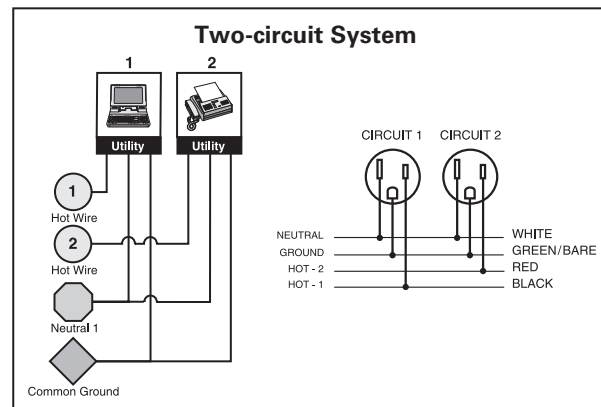 Two-circuit System
1 2
Utility Utility
1
Hot Wire
2
Hot Wire
Neutral 1
Common Ground
CIRCUIT 1 CIRCUIT 2
NEUTRAL WHITE
GROUND GREEN/BARE
HOT - 2 RED
HOT - 1 BLACK